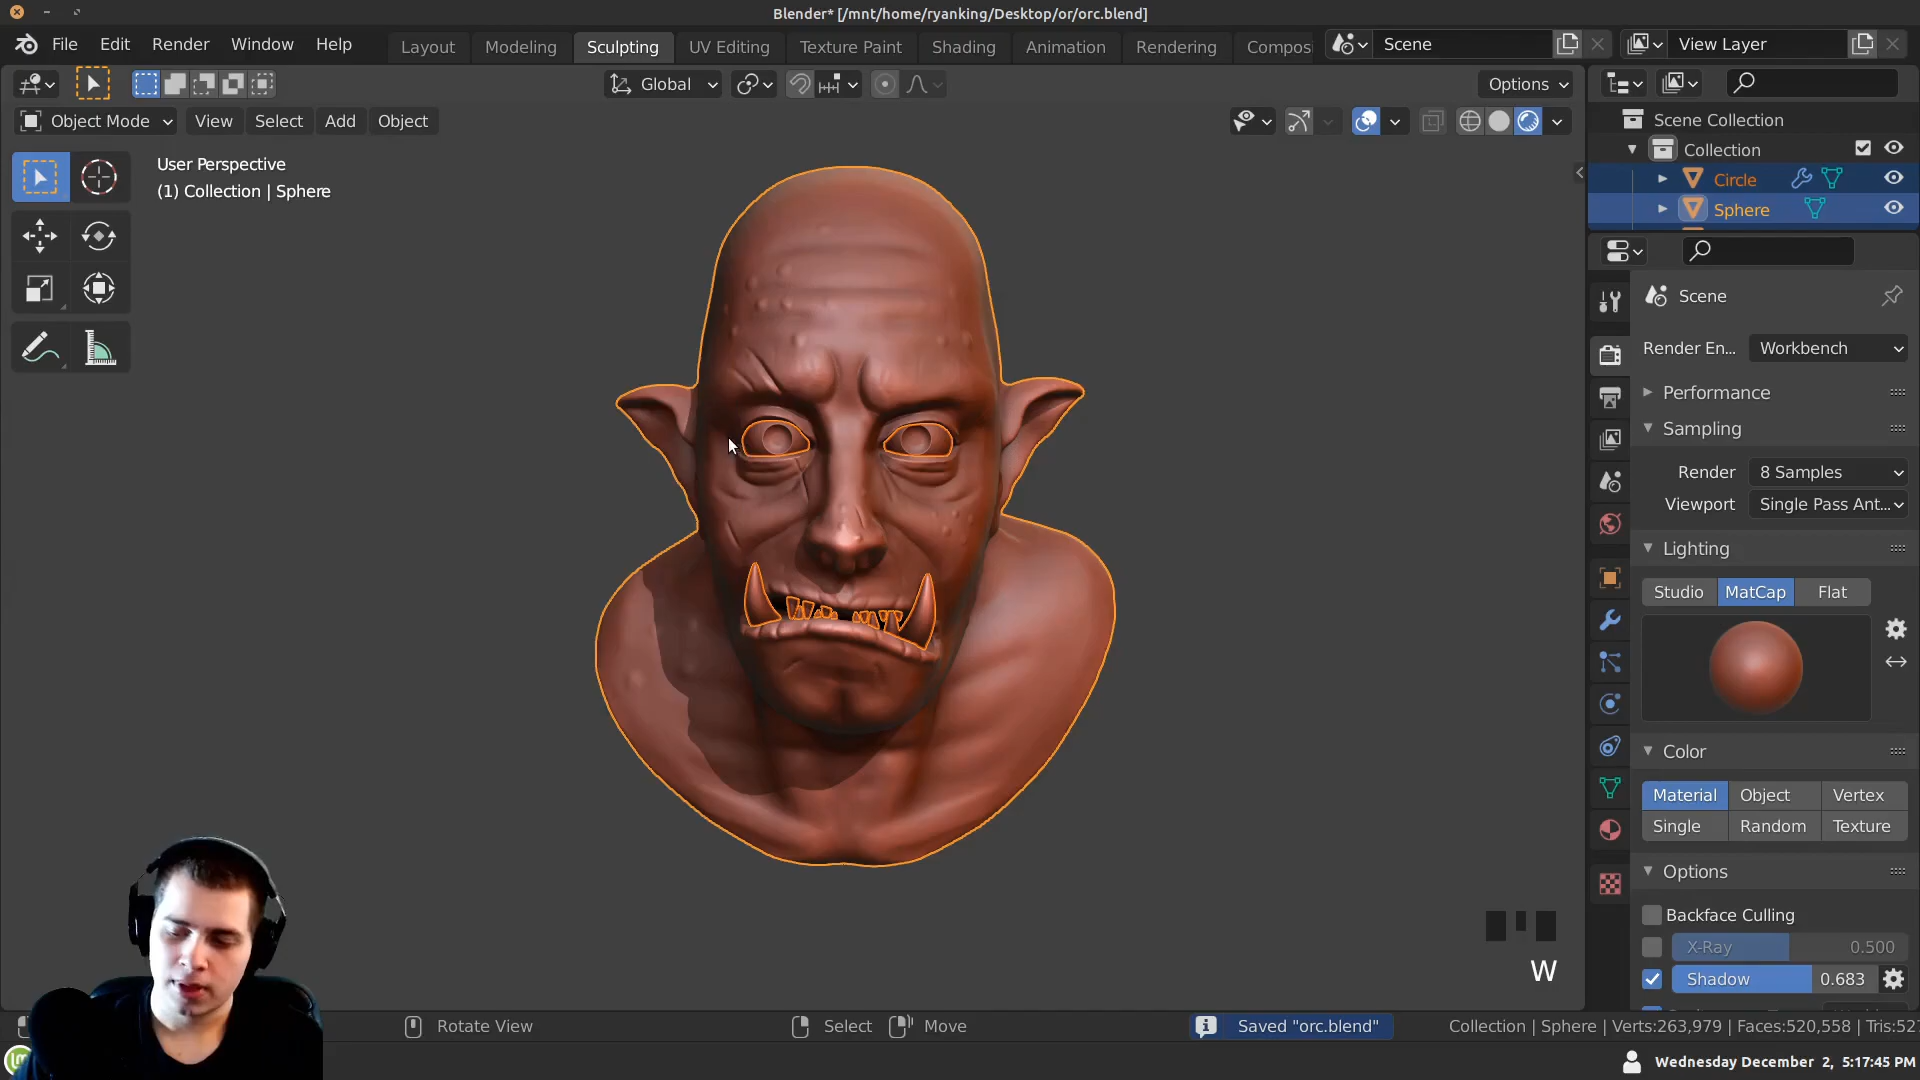 Blender* [/mnt/home/ryanking/Desktop/or/orc.blend]
File Edit Render Window Help Layout Modeling Sculpting UV Editing Texture Paint Shading Animation Rendering Compos Scene View Layer
Global Options
Object Mode View Select Add Object
User Perspective
(1) Collection | Sphere
Scene Collection
Collection
Circle
Sphere
Scene
Render En... Workbench
Performance
Sampling
Render 8 Samples
Viewport Single Pass Ant...
Lighting
Studio MatCap Flat
Color
Material Object Vertex
Single Random Texture
Options
Backface Culling
X-Ray 0.500
Shadow 0.683
W
Rotate View Select Move Saved "orc.blend" Collection | Sphere | Verts:263,979 | Faces:520,558 | Tris:527
Wednesday December 2, 5:17:45 PM